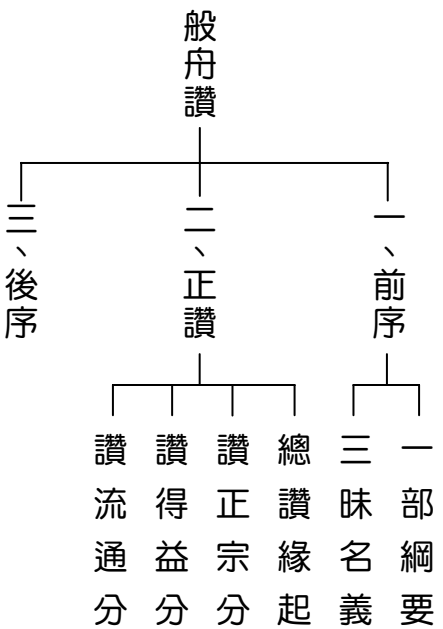 般舟讚
一、前序
二、正讚
三、後序
一部綱要
三昧名義
總讚緣起
讚正宗分
讚得益分
讚流通分